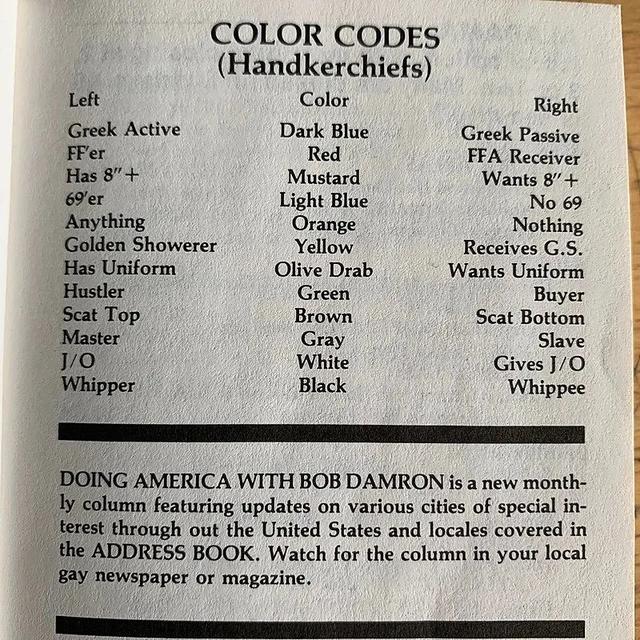 COLOR CODES
(Handkerchiefs)
Left Color Right
Greek Active Dark Blue Greek Passive
FF'er Red FFA Receiver
Has 8"+ Mustard Wants 8"+
69'er Light Blue No 69
Anything Orange Nothing
Golden Showerer Yellow Receives G.S.
Has Uniform Olive Drab Wants Uniform
Hustler Green Buyer
Scat Top Brown Scat Bottom
Master Gray Slave
J/O White Gives J/O
Whipper Black Whippee
DOING AMERICA WITH BOB DAMRON is a new month-
ly column featuring updates on various cities of special in-
terest through out the United States and locales covered in
the ADDRESS BOOK. Watch for the column in your local
gay newspaper or magazine.